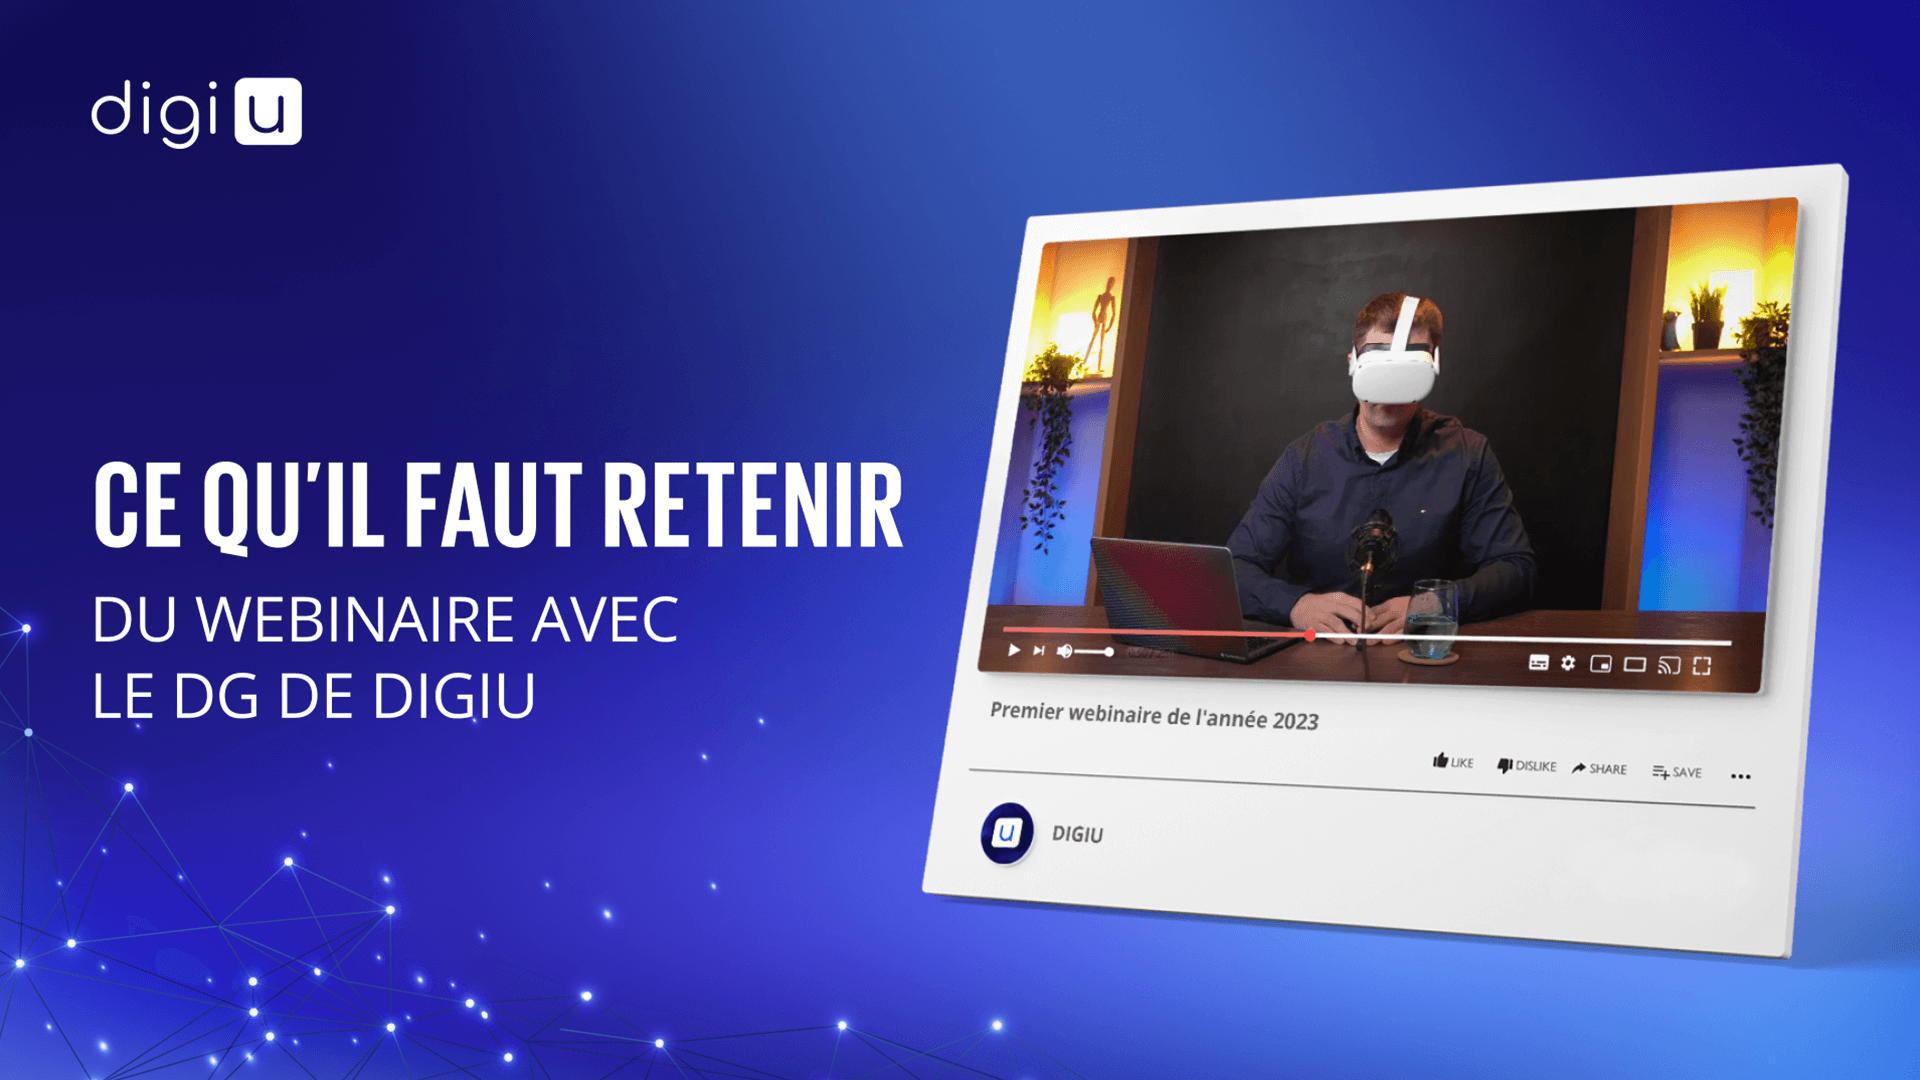 digi u
CE QU'IL FAUT RETENIR
DU WEBINAIRE AVEC
LE DG DE DIGIU
Premier webinaire de l'année 2023
LIKE DISLIKE SHARE SAVE
u DIGIU